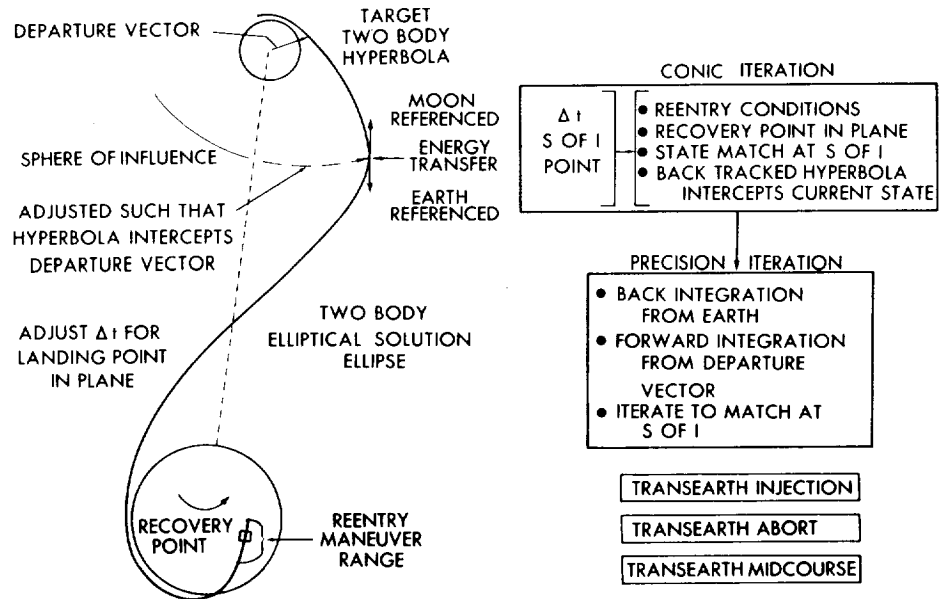 DEPARTURE VECTOR
TARGET
TWO BODY
HYPERBOLA
MOON
REFERENCED
SPHERE OF INFLUENCE
ENERGY
TRANSFER
EARTH
REFERENCED
ADJUSTED SUCH THAT
HYPERBOLA INTERCEPTS
DEPARTURE VECTOR
ADJUST Δt FOR
LANDING POINT
IN PLANE
TWO BODY
ELLIPTICAL SOLUTION
ELLIPSE
RECOVERY
POINT
REENTRY
MANEUVER
RANGE
CONIC ITERATION
Δt
S OF I
POINT
● REENTRY CONDITIONS
● RECOVERY POINT IN PLANE
● STATE MATCH AT S OF I
● BACK TRACKED HYPERBOLA
INTERCEPTS CURRENT STATE
PRECISION ITERATION
● BACK INTEGRATION
FROM EARTH
● FORWARD INTEGRATION
FROM DEPARTURE
VECTOR
● ITERATE TO MATCH AT
S OF I
TRANSEARTH INJECTION
TRANSEARTH ABORT
TRANSEARTH MIDCOURSE